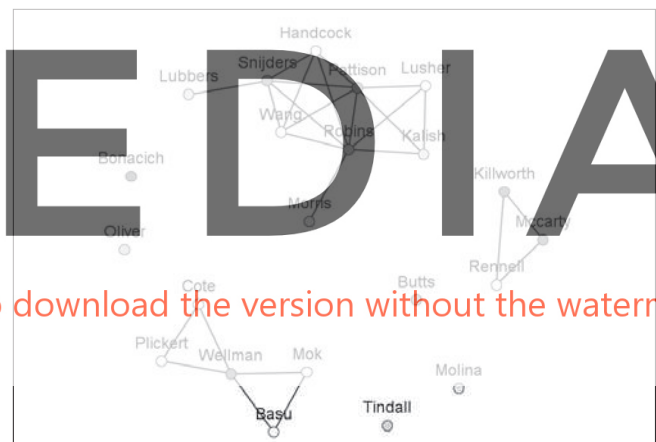 EDIA
Handcock
Snijders
Pattison
Lusher
Lubbers
Wang
Robins
Kalish
Bonacich
Killworth
Morris
Mccarty
Oliver
Rennell
Cote
Butts
download the version without the waterm
Plickert
Wellman
Mok
Molina
Basu
Tindall